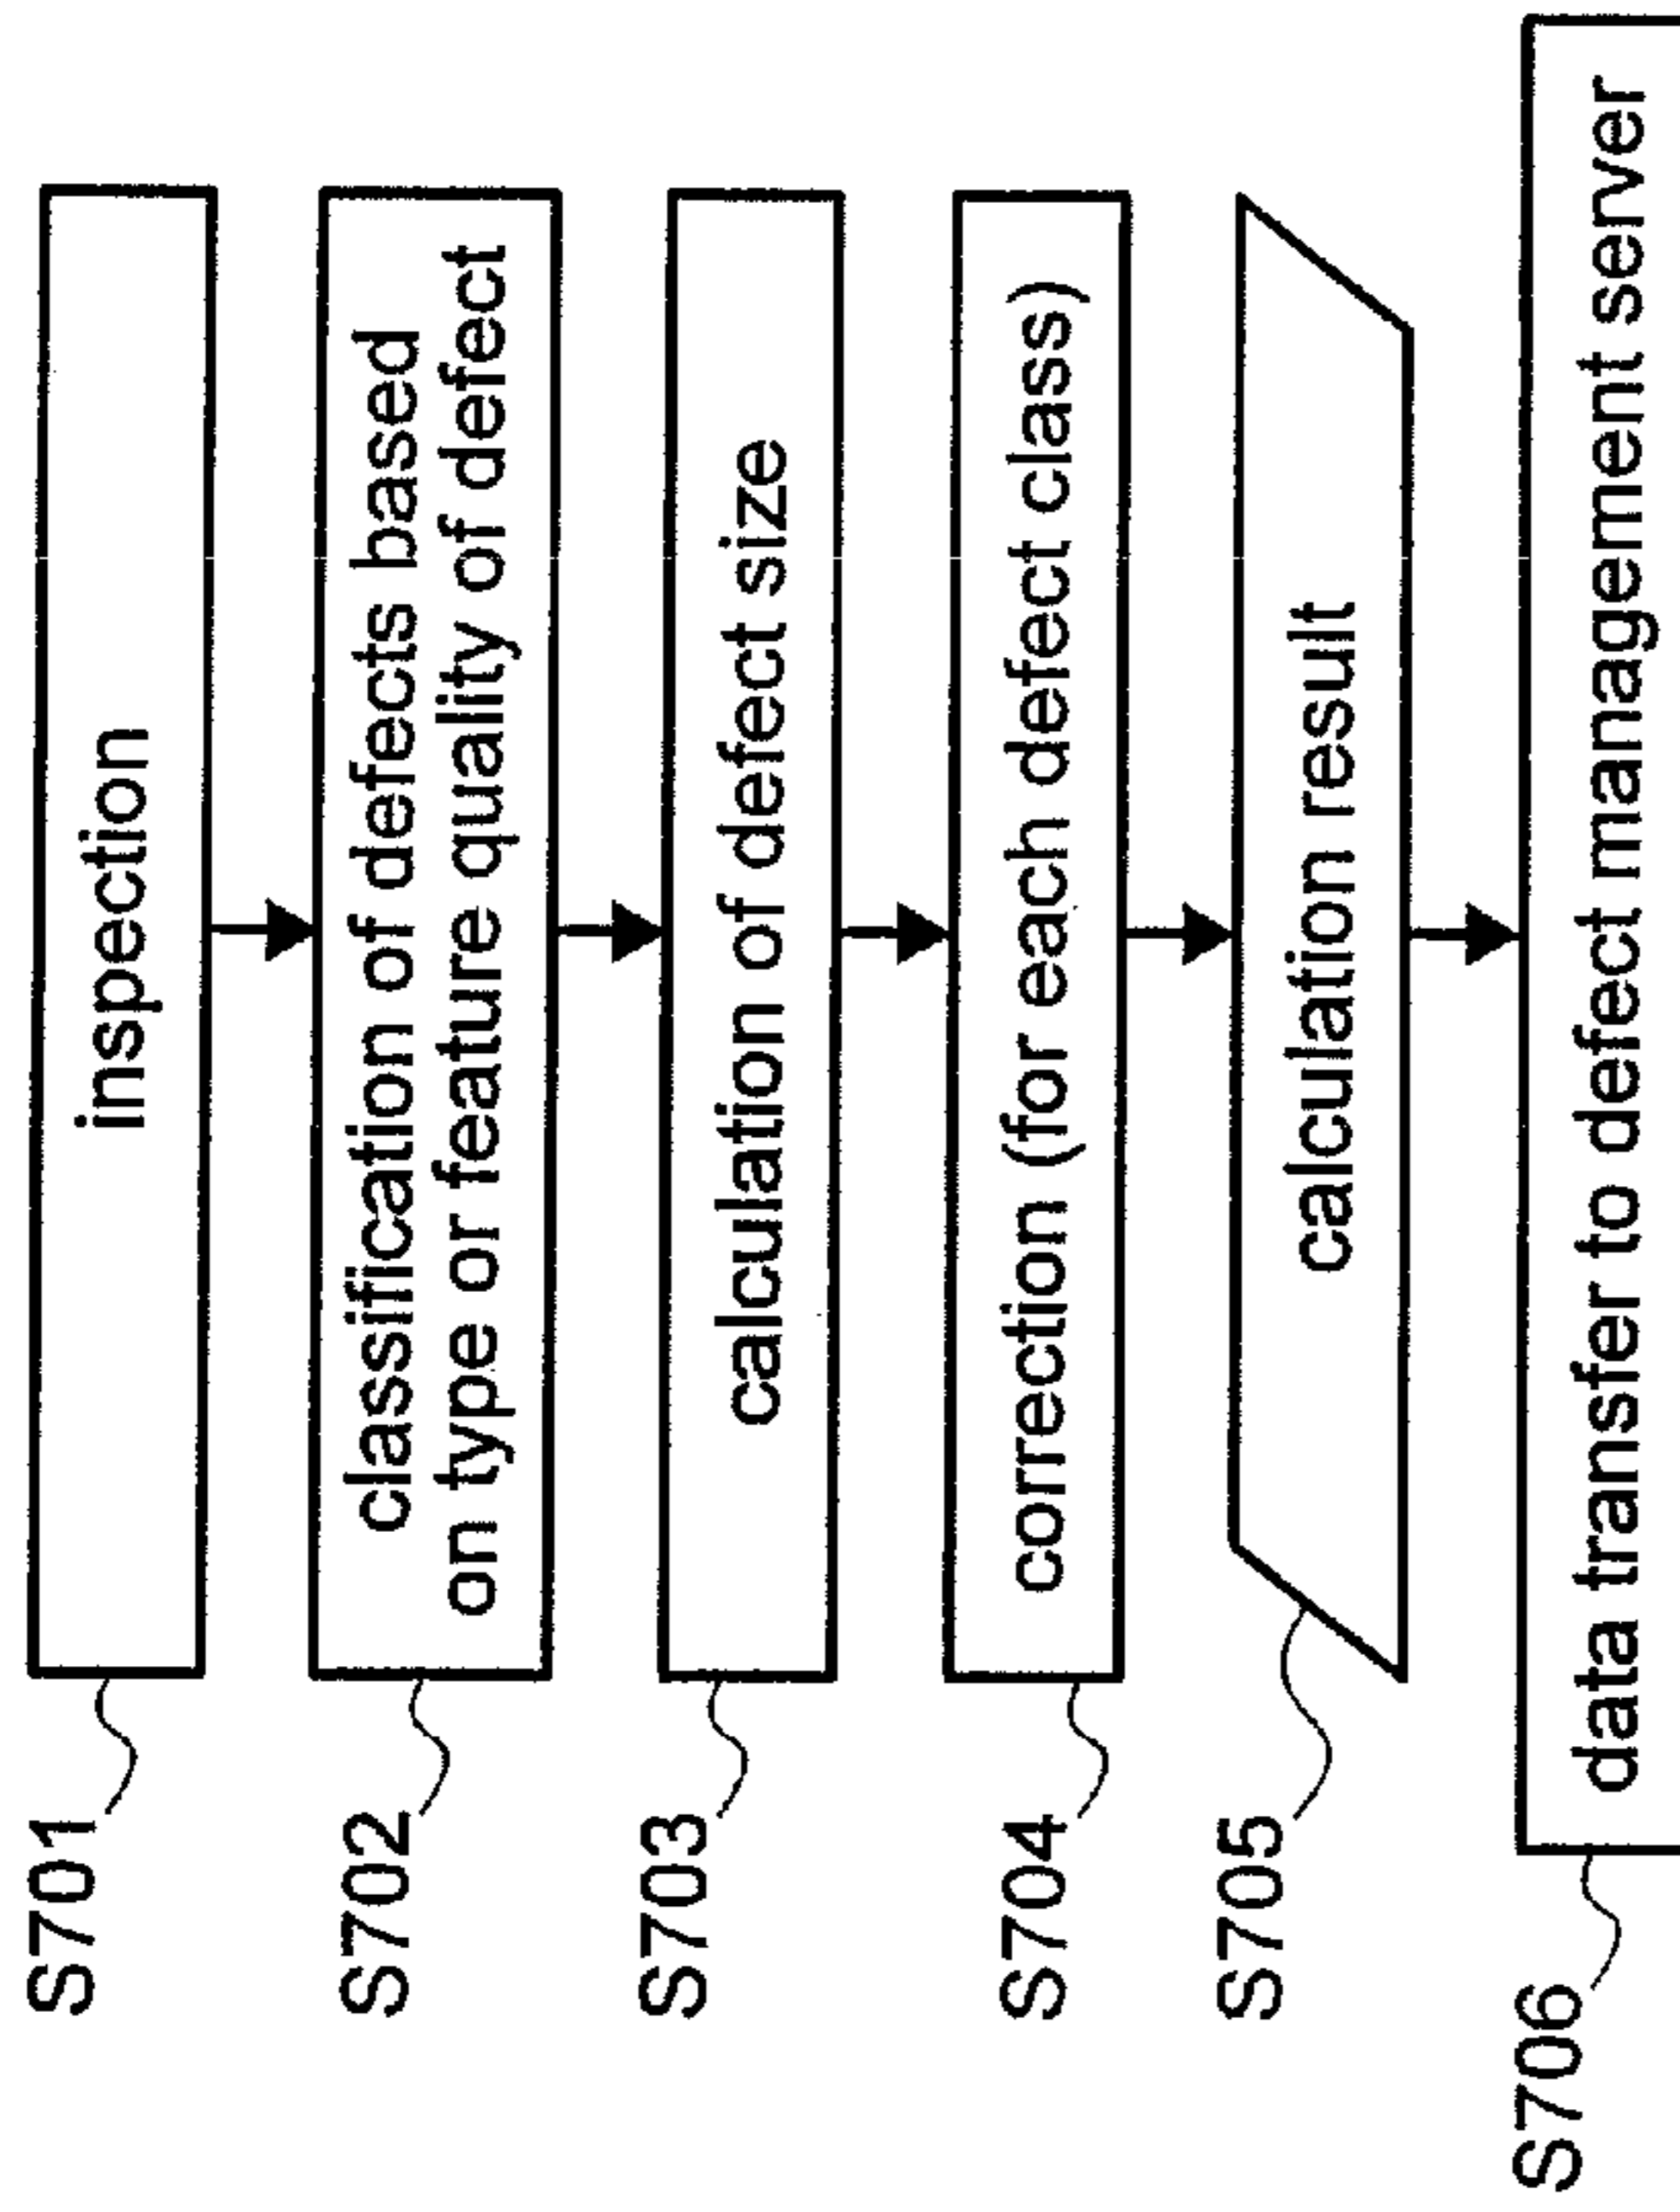 S701
inspection
S702
classification of defects based
on type or feature quality of defect
S703
calculation of defect size
S704
correction (for each defect class)
S705
calculation result
S706
data transfer to defect management server